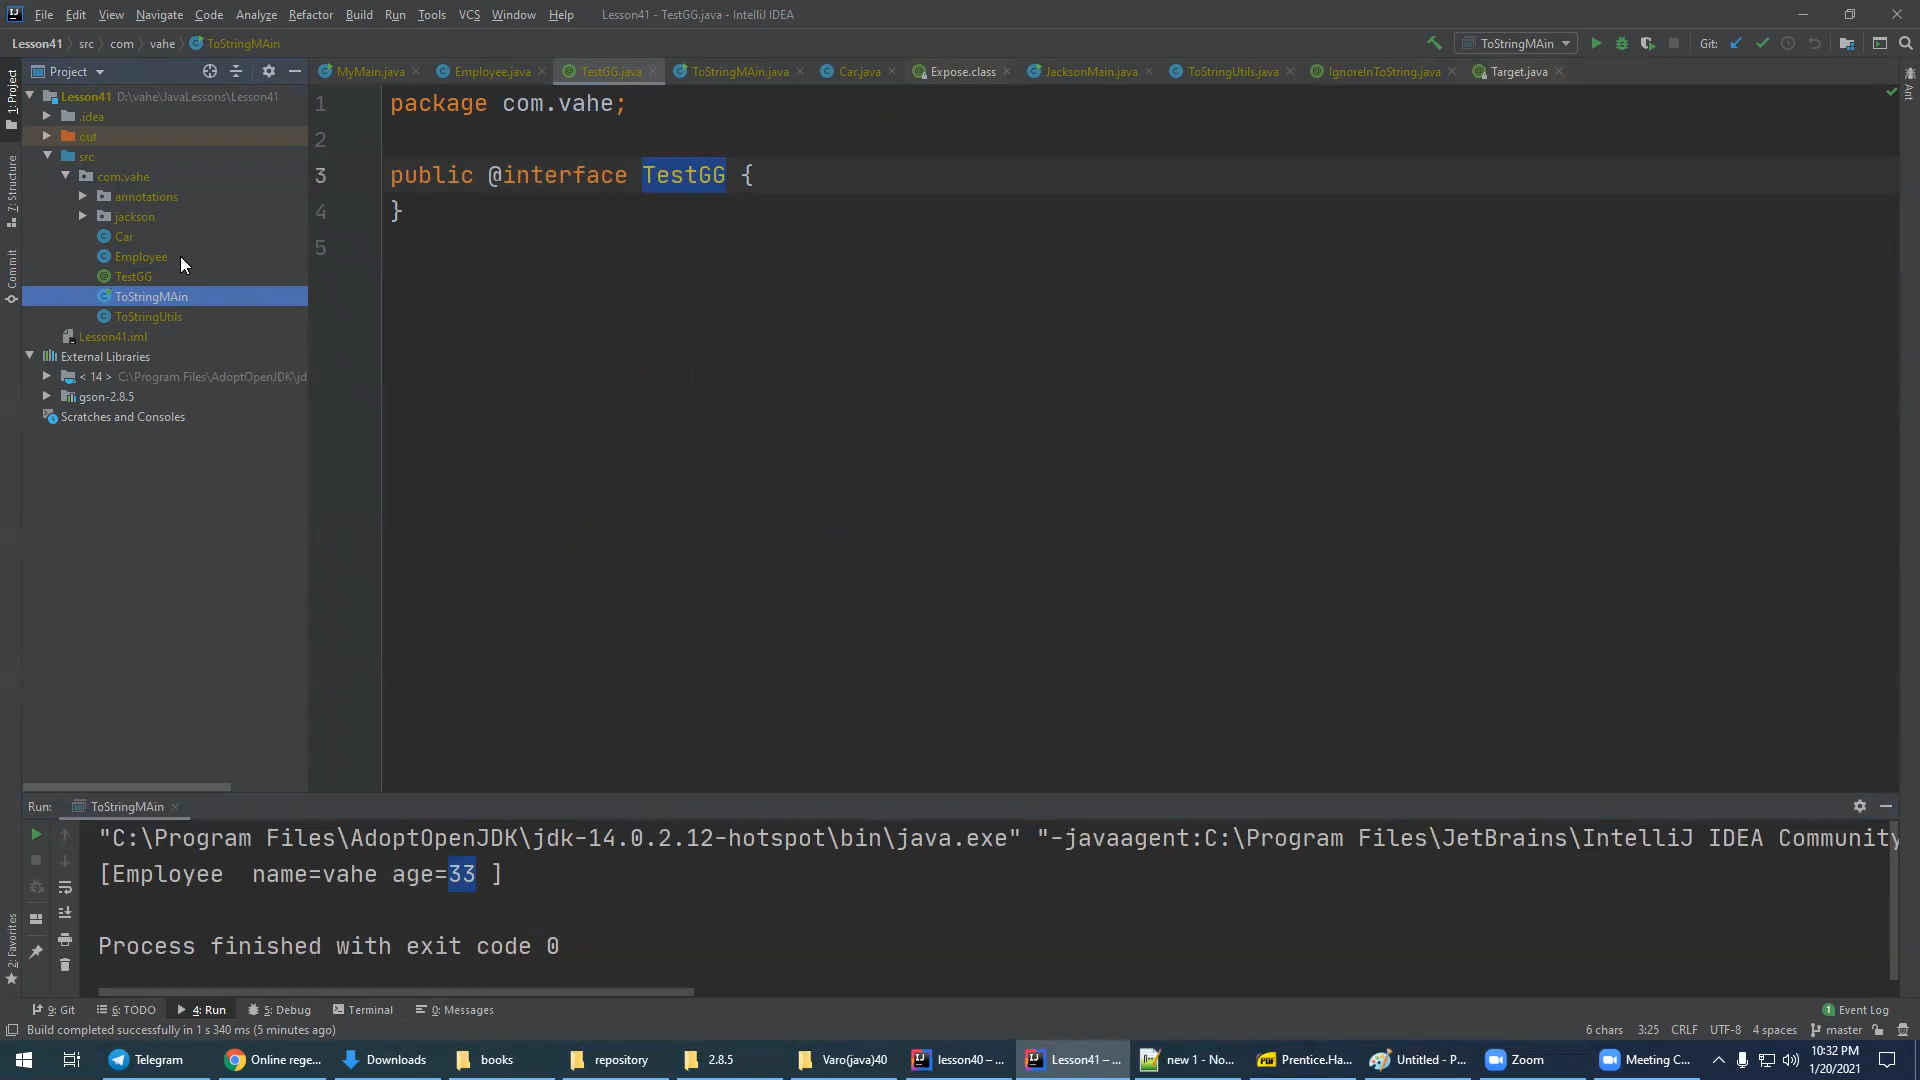 File Edit View Navigate Code Analyze Refactor Build Run Tools VCS Window Help Lesson41 - TestGG.java - IntelliJ IDEA
Lesson41 src com vahe ToStringMAin ToStringMAin Git:
Project MyMain.java Employee.java TestGG.java ToStringMAin.java Car.java Expose.class JacksonMain.java ToStringUtils.java IgnoreInToString.java Target.java
1: Project
7: Structure
Commit
2: Favorites
Ant
Lesson41 D:\vahe\JavaLessons\Lesson41
.idea
out
src
com.vahe
annotations
jackson
Car
Employee
TestGG
ToStringMAin
ToStringUtils
Lesson41.iml
External Libraries
< 14 > C:\Program Files\AdoptOpenJDK\jd
gson-2.8.5
Scratches and Consoles
1 package com.vahe;
2
3 public @interface TestGG {
4 }
5
Run: ToStringMAin
"C:\Program Files\AdoptOpenJDK\jdk-14.0.2.12-hotspot\bin\java.exe" "-javaagent:C:\Program Files\JetBrains\IntelliJ IDEA Community
[Employee  name=vahe age=33 ]
Process finished with exit code 0
9: Git 6: TODO 4: Run 5: Debug Terminal 0: Messages Event Log
Build completed successfully in 1 s 340 ms (5 minutes ago) 6 chars 3:25 CRLF UTF-8 4 spaces master
Telegram Online rege... Downloads books repository 2.8.5 Varo(java)40 lesson40 – ... Lesson41 – ... new 1 - No... Prentice.Ha... Untitled - P... Zoom Meeting C... 10:32 PM
1/20/2021